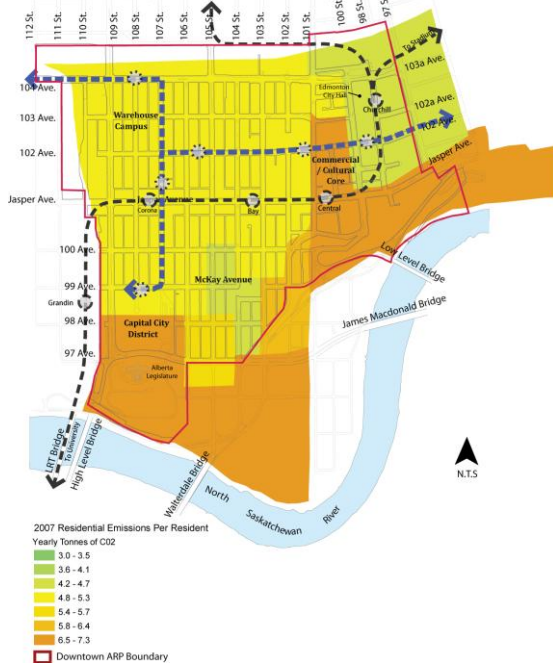 112 St.
111 St.
110 St.
109 St.
108 St.
107 St.
106 St.
105 St.
104 St.
103 St.
102 St.
101 St.
100 St.
98 St.
97 St.
To Stadium
104 Ave.
103a Ave.
Edmonton
City Hall
Churchill
103 Ave.
Warehouse
Campus
102a Ave.
102 Ave.
102 Ave.
Commercial
/ Cultural
Core
Jasper Ave.
Jasper Ave.
Avenue
Corona
Bay
Central
100 Ave.
Low Level Bridge
McKay Avenue
99 Ave.
Grandin
James Macdonald Bridge
98 Ave.
Capital City
District
97 Ave.
Alberta
Legislature
LRT Bridge
To University
High Level Bridge
Walterdale Bridge
North
Saskatchewan
River
N.T.S
2007 Residential Emissions Per Resident
Yearly Tonnes of C02
3.0 - 3.5
3.6 - 4.1
4.2 - 4.7
4.8 - 5.3
5.4 - 5.7
5.8 - 6.4
6.5 - 7.3
Downtown ARP Boundary